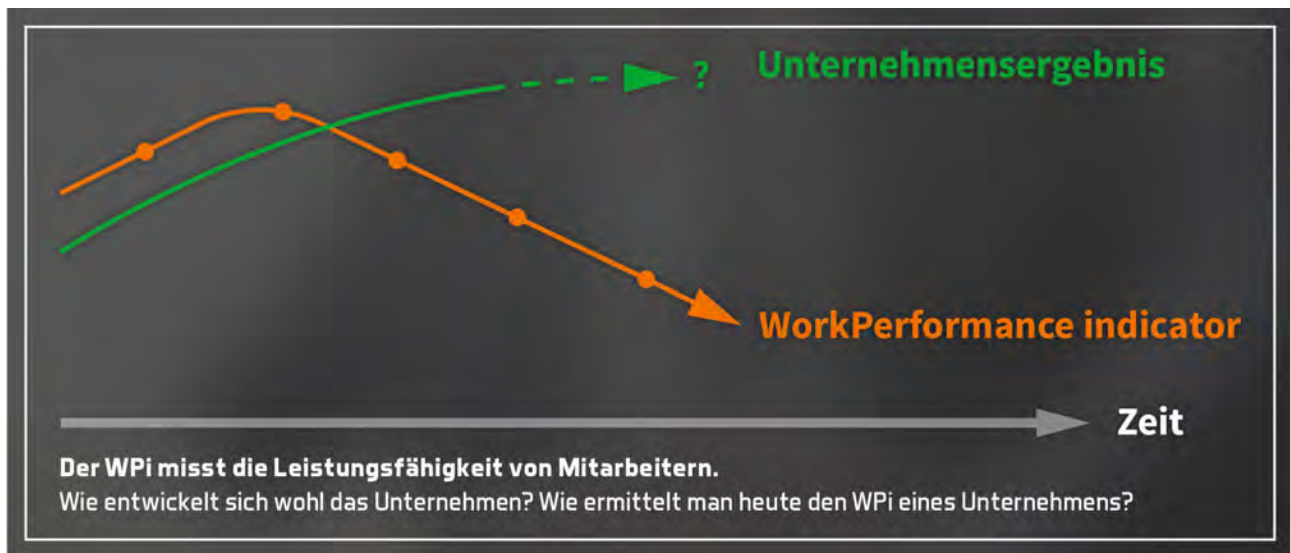 Unternehmensergebnis
?
WorkPerformance indicator
Zeit
Der WPi misst die Leistungsfähigkeit von Mitarbeitern.
Wie entwickelt sich wohl das Unternehmen? Wie ermittelt man heute den WPi eines Unternehmens?